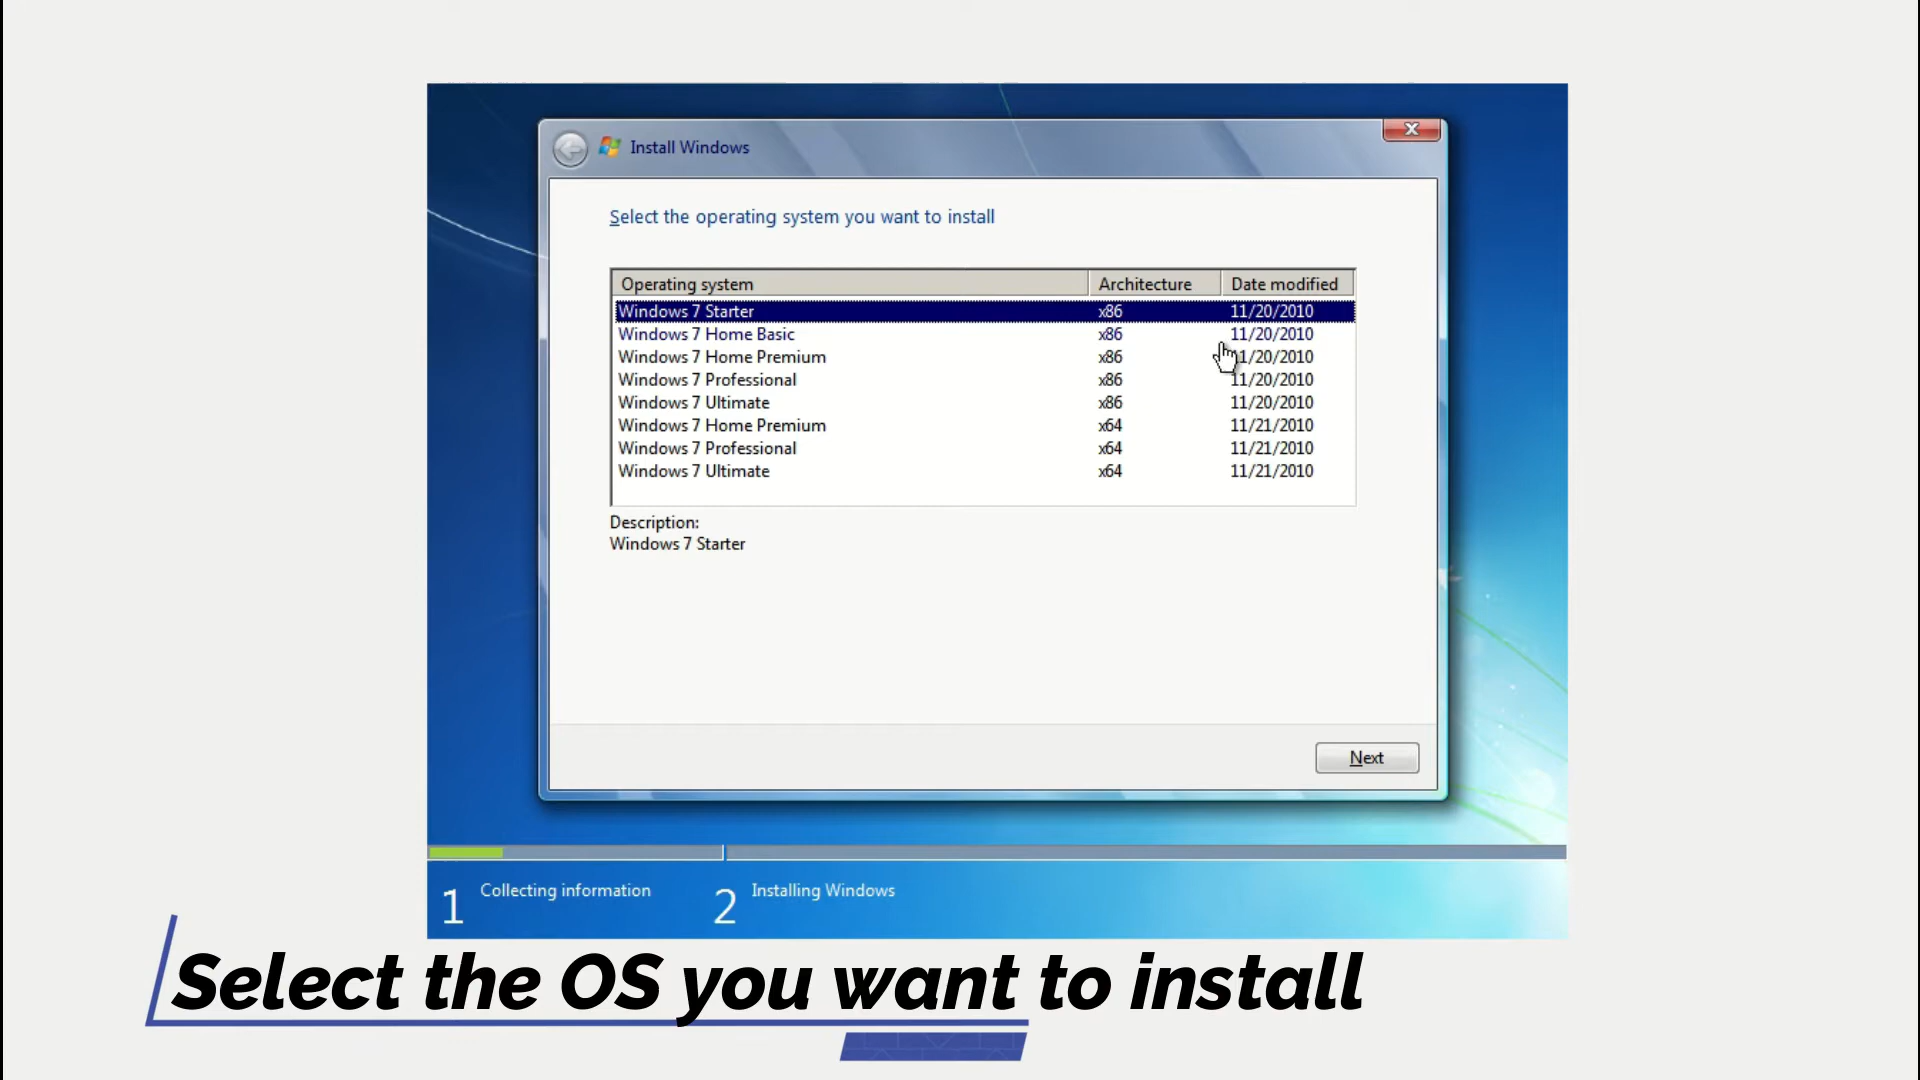 Install Windows
Select the operating system you want to install
Operating system Architecture Date modified
Windows 7 Starter x86 11/20/2010
Windows 7 Home Basic x86 11/20/2010
Windows 7 Home Premium x86 11/20/2010
Windows 7 Professional x86 11/20/2010
Windows 7 Ultimate x86 11/20/2010
Windows 7 Home Premium x64 11/21/2010
Windows 7 Professional x64 11/21/2010
Windows 7 Ultimate x64 11/21/2010
Description:
Windows 7 Starter
Next
1 Collecting information 2 Installing Windows
Select the OS you want to install